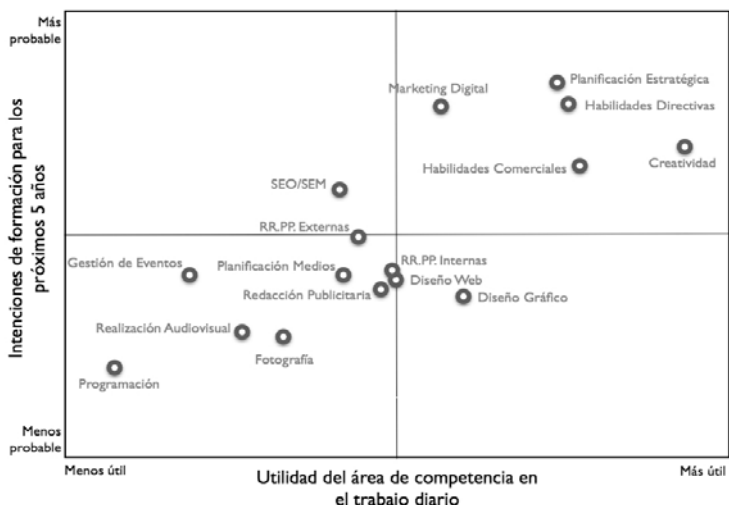 Más
probable
Planificación Estratégica
Marketing Digital
Habilidades Directivas
Creatividad
Habilidades Comerciales
SEO/SEM
RR.PP. Externas
Gestión de Eventos
Planificación Medios
RR.PP. Internas
Diseño Web
Redacción Publicitaria
Diseño Gráfico
Realización Audiovisual
Fotografía
Programación
Intenciones de formación para los
próximos 5 años
Menos
probable
Menos útil
Más útil
Utilidad del área de competencia en
el trabajo diario